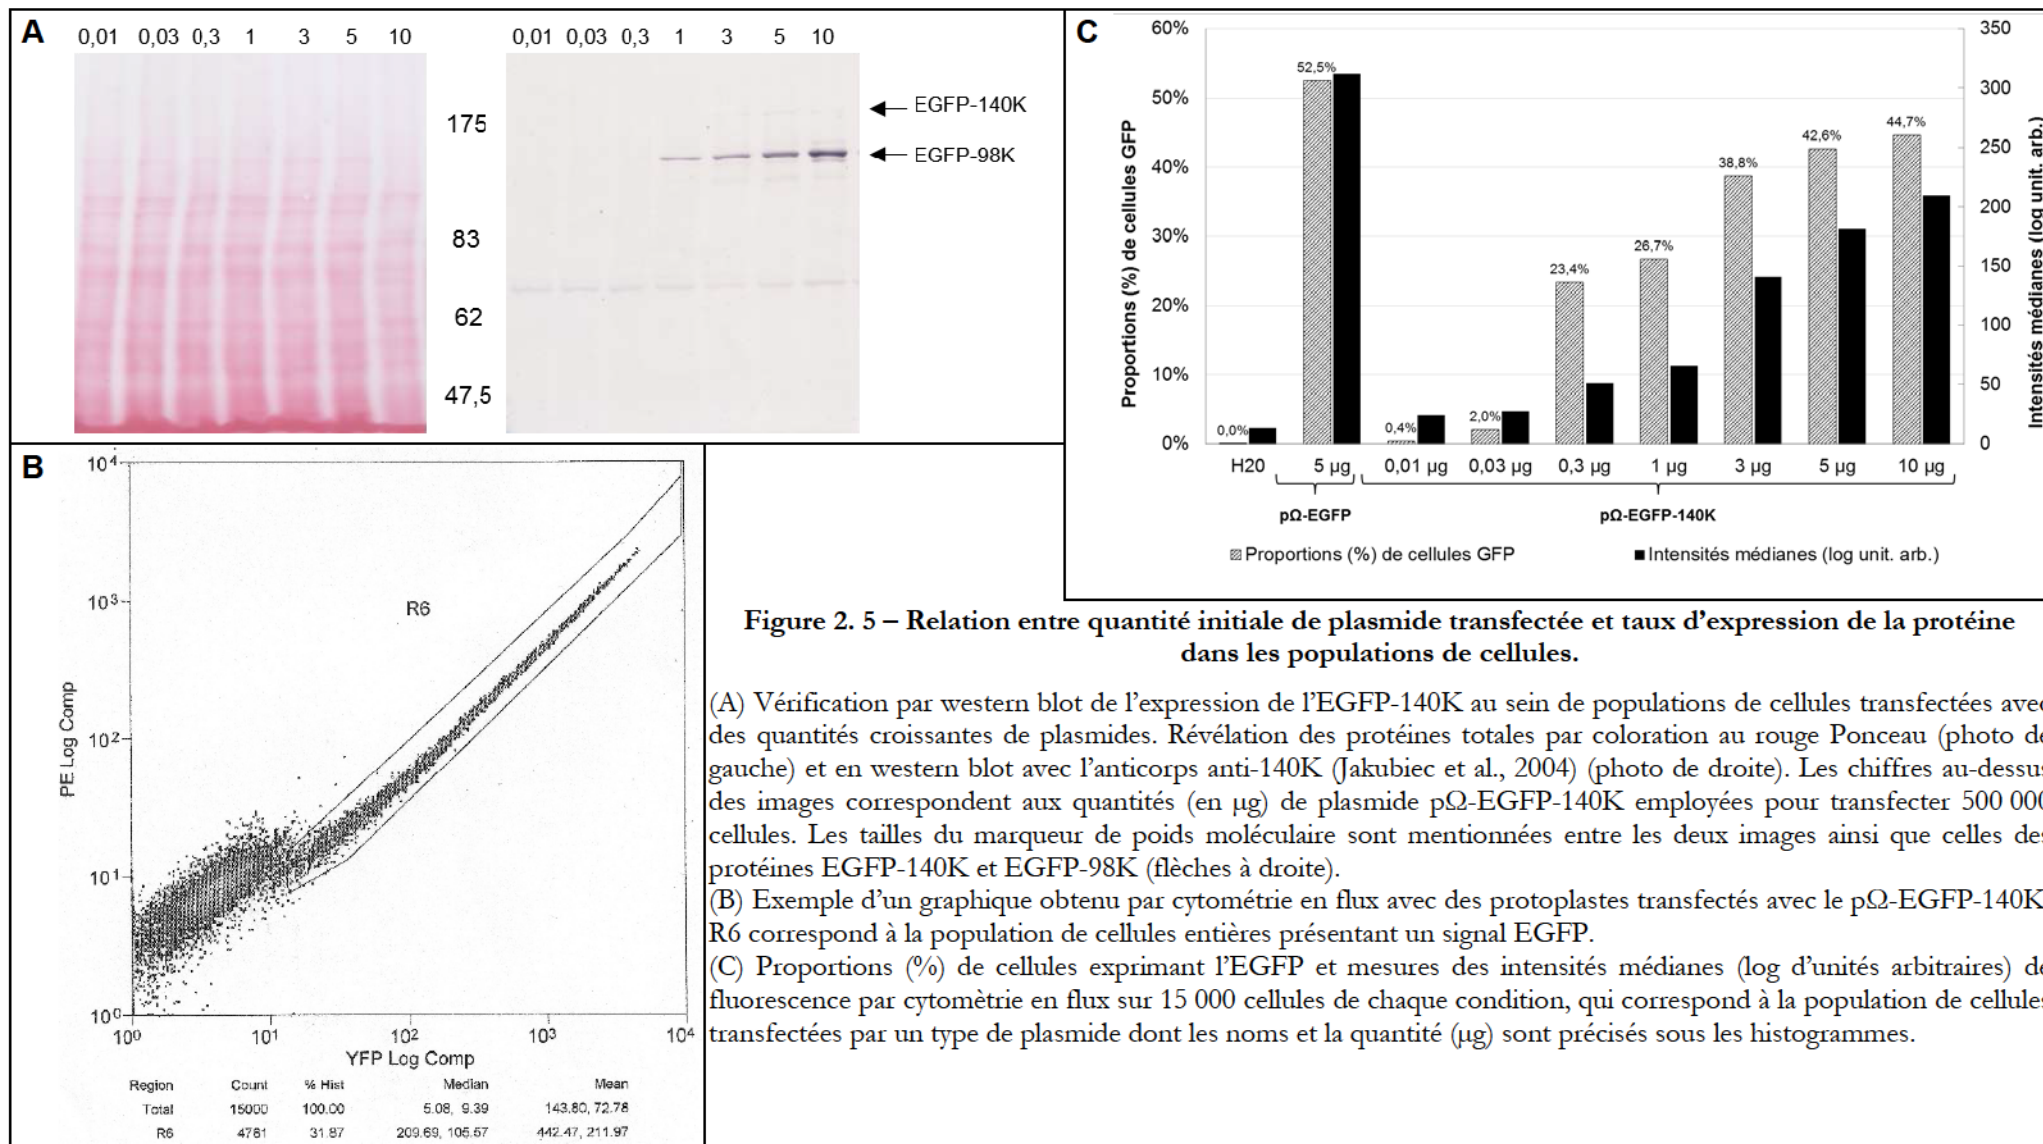 A
0,01 0,03 0,3 1 3 5 10
0,01 0,03 0,3 1 3 5 10
175
83
62
47,5
EGFP-140K
EGFP-98K
C
60%
50%
40%
30%
20%
10%
0%
Proportions (%) de cellules GFP
350
300
250
200
150
100
50
0
Intensités médianes (log unit. arb.)
0,0%
52,5%
0,4%
2,0%
23,4%
26,7%
38,8%
42,6%
44,7%
H20 5 µg 0,01 µg 0,03 µg 0,3 µg 1 µg 3 µg 5 µg 10 µg
pΩ-EGFP pΩ-EGFP-140K
Proportions (%) de cellules GFP Intensités médianes (log unit. arb.)
B
10⁴
10³
10²
10¹
10⁰
PE Log Comp
R6
10⁰ 10¹ 10² 10³ 10⁴
YFP Log Comp
Region Count % Hist Median Mean
Total 15000 100.00 5.08, 9.39 143.80, 72.78
R6 4781 31.87 209.69, 105.57 442.47, 211.97
Figure 2. 5 – Relation entre quantité initiale de plasmide transfectée et taux d’expression de la protéine
dans les populations de cellules.
(A) Vérification par western blot de l’expression de l’EGFP-140K au sein de populations de cellules transfectées avec
des quantités croissantes de plasmides. Révélation des protéines totales par coloration au rouge Ponceau (photo de
gauche) et en western blot avec l’anticorps anti-140K (Jakubiec et al., 2004) (photo de droite). Les chiffres au-dessus
des images correspondent aux quantités (en µg) de plasmide pΩ-EGFP-140K employées pour transfecter 500 000
cellules. Les tailles du marqueur de poids moléculaire sont mentionnées entre les deux images ainsi que celles des
protéines EGFP-140K et EGFP-98K (flèches à droite).
(B) Exemple d’un graphique obtenu par cytométrie en flux avec des protoplastes transfectés avec le pΩ-EGFP-140K
R6 correspond à la population de cellules entières présentant un signal EGFP.
(C) Proportions (%) de cellules exprimant l’EGFP et mesures des intensités médianes (log d’unités arbitraires) de
fluorescence par cytomètrie en flux sur 15 000 cellules de chaque condition, qui correspond à la population de cellules
transfectées par un type de plasmide dont les noms et la quantité (µg) sont précisés sous les histogrammes.